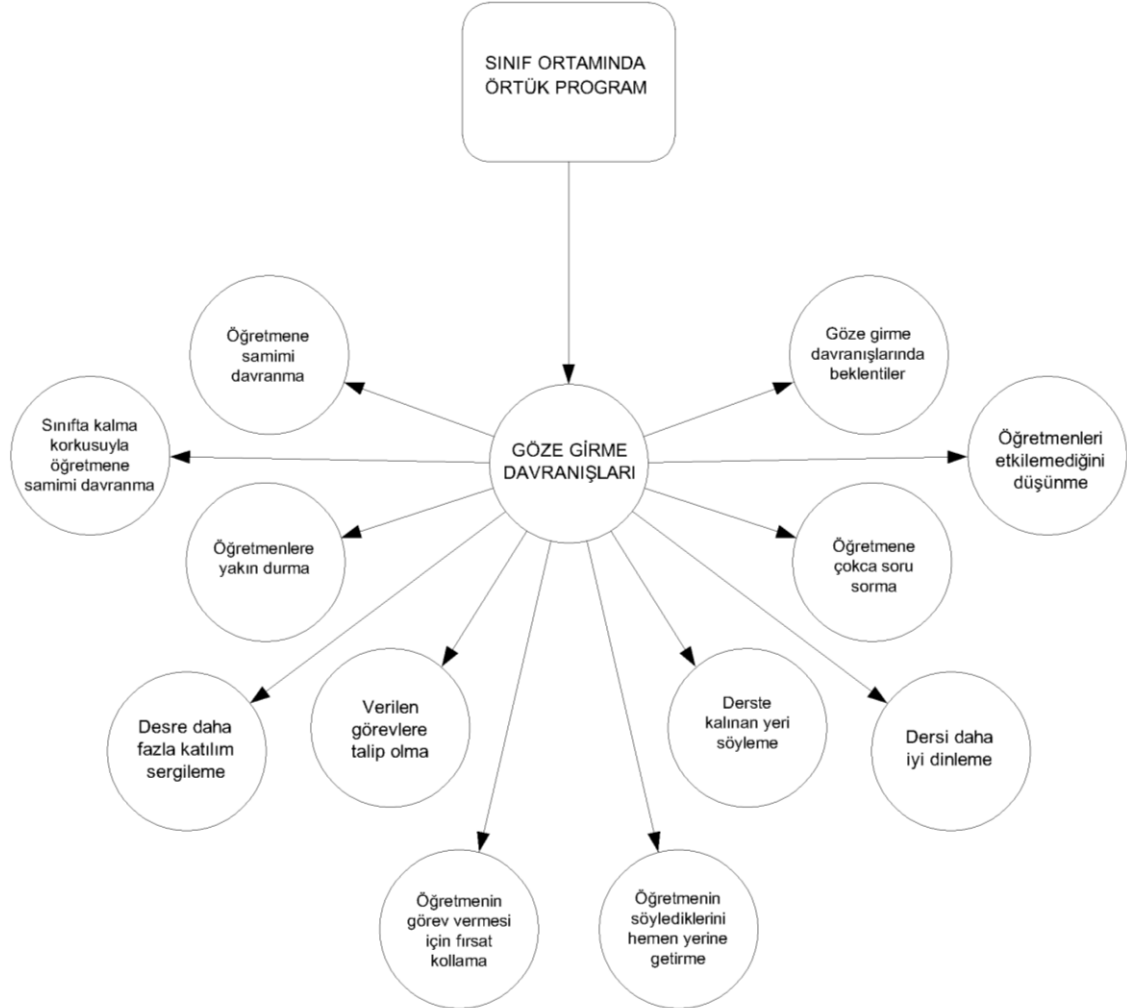 SINIF ORTAMINDA
ÖRTÜK PROGRAM
Öğretmene
samimi
davranma
Göze girme
davranışlarında
beklentiler
Sınıfta kalma
korkusuyla
öğretmene
samimi davranma
GÖZE GİRME
DAVRANIŞLARI
Öğretmenleri
etkilemediğini
düşünme
Öğretmenlere
yakın durma
Öğretmene
çokca soru
sorma
Desre daha
fazla katılım
sergileme
Verilen
görevlere
talip olma
Derste
kalınan yeri
söyleme
Dersi daha
iyi dinleme
Öğretmenin
görev vermesi
için fırsat
kollama
Öğretmenin
söylediklerini
hemen yerine
getirme